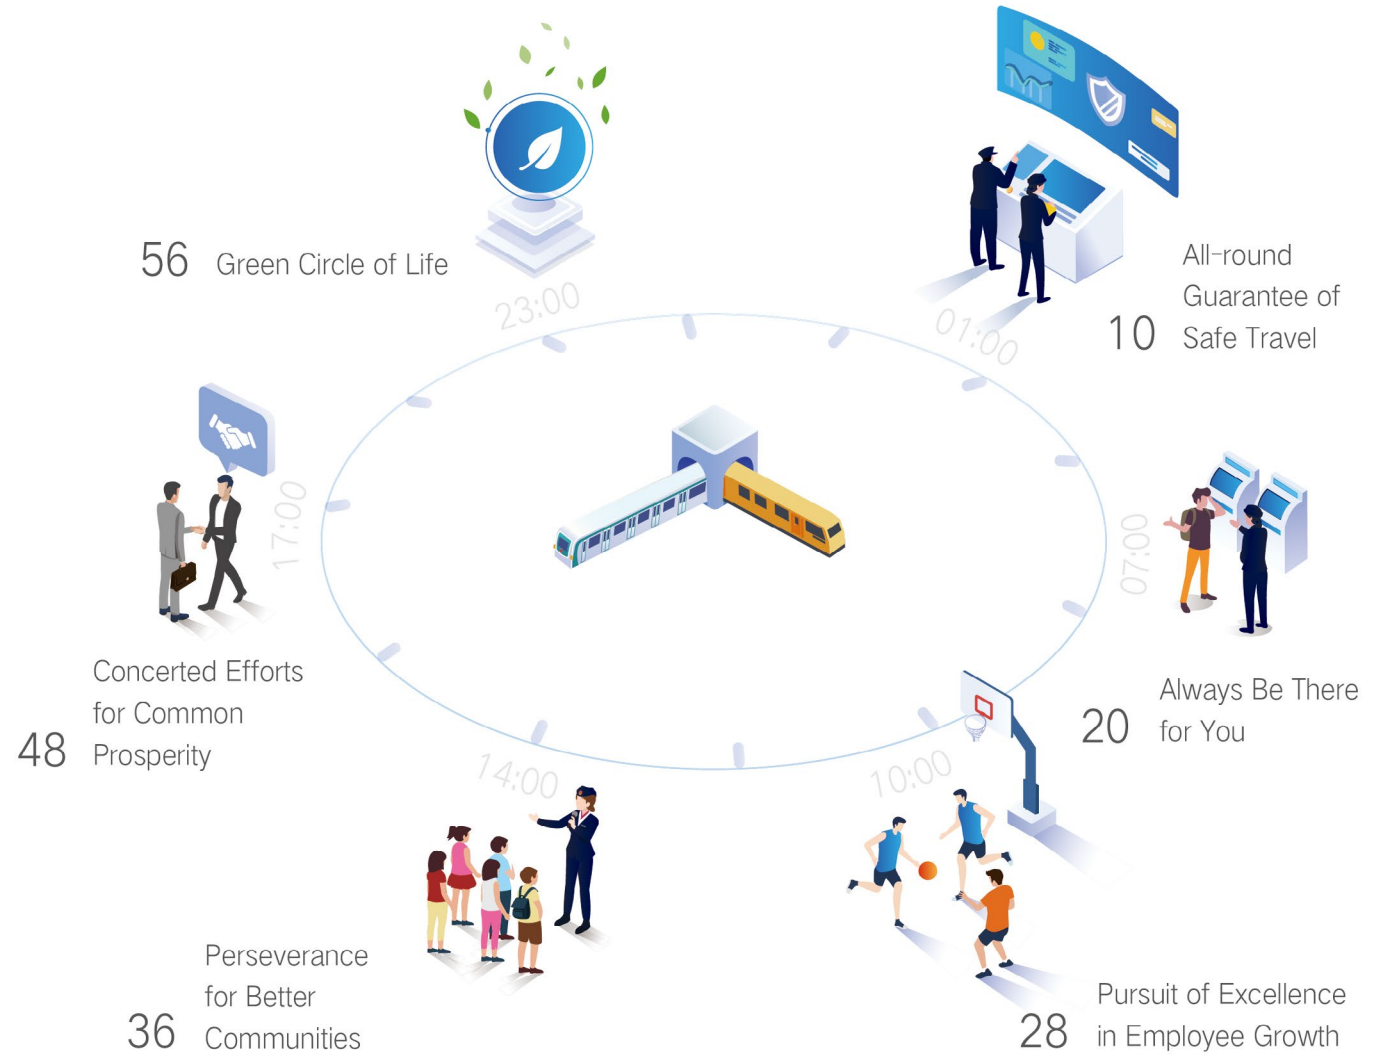 56 Green Circle of Life
23:00
01:00
All-round
Guarantee of
10 Safe Travel
17:00
07:00
Concerted Efforts
for Common
48 Prosperity
Always Be There
20 for You
14:00
10:00
Perseverance
for Better
36 Communities
Pursuit of Excellence
28 in Employee Growth